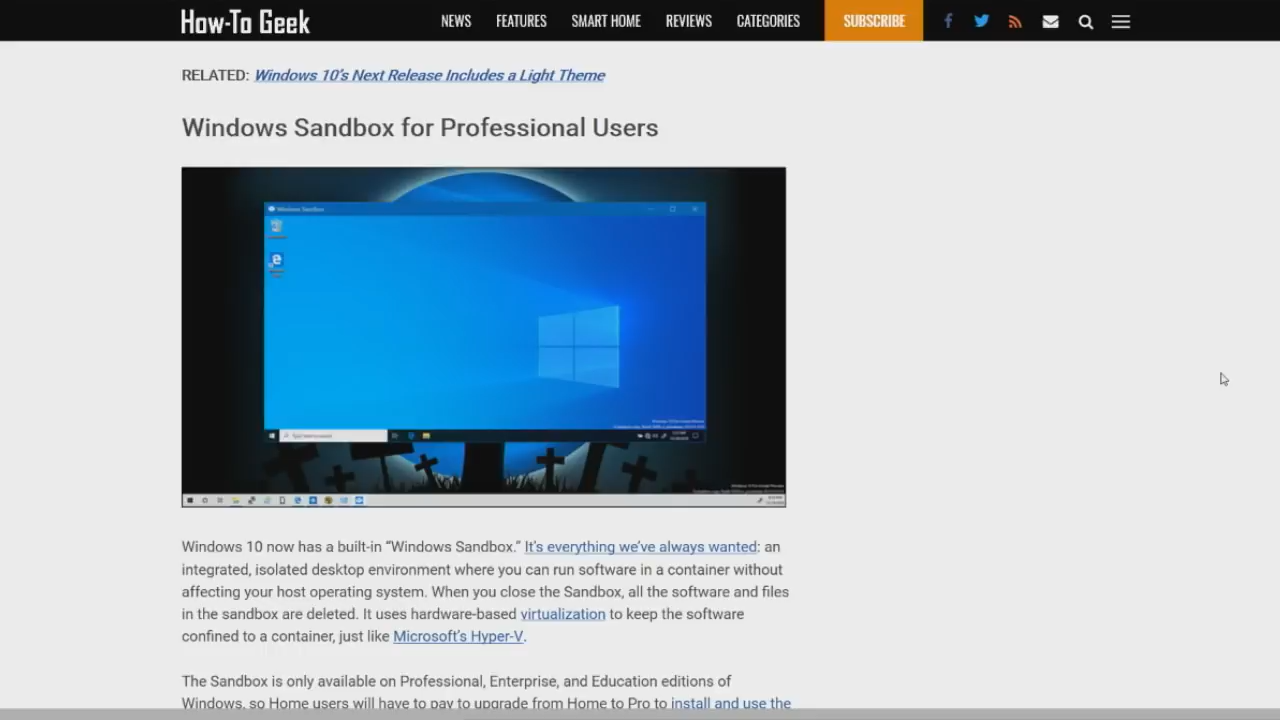 How-To Geek
NEWS FEATURES SMART HOME REVIEWS CATEGORIES SUBSCRIBE
RELATED: Windows 10's Next Release Includes a Light Theme
Windows Sandbox for Professional Users
Windows Sandbox
Windows 10 now has a built-in “Windows Sandbox.” It's everything we've always wanted: an
integrated, isolated desktop environment where you can run software in a container without
affecting your host operating system. When you close the Sandbox, all the software and files
in the sandbox are deleted. It uses hardware-based virtualization to keep the software
confined to a container, just like Microsoft's Hyper-V.
The Sandbox is only available on Professional, Enterprise, and Education editions of
Windows, so Home users will have to pay to upgrade from Home to Pro to install and use the